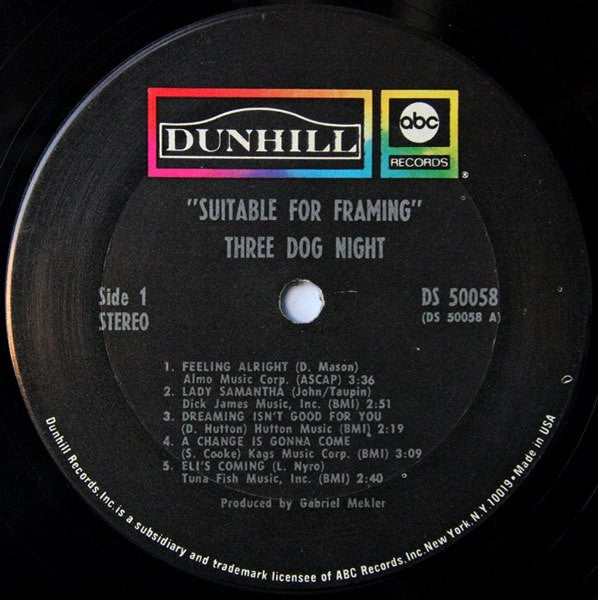 DUNHILL
abc
RECORDS
®
"SUITABLE FOR FRAMING"
THREE DOG NIGHT
Side 1
STEREO
DS 50058
(DS 50058 A)
1. FEELING ALRIGHT (D. Mason)
Almo Music Corp. (ASCAP) 3:36
2. LADY SAMANTHA (John/Taupin)
Dick James Music, Inc. (BMI) 2:51
3. DREAMING ISN'T GOOD FOR YOU
(D. Hutton) Hutton Music (BMI) 2:19
4. A CHANGE IS GONNA COME
(S. Cooke) Kags Music Corp. (BMI) 3:09
5. ELI'S COMING (L. Nyro)
Tuna Fish Music, Inc. (BMI) 2:40
Produced by Gabriel Mekler
Dunhill Records, Inc. is a subsidiary and trademark licensee of ABC Records, Inc. New York, N.Y. 10019 • Made in USA